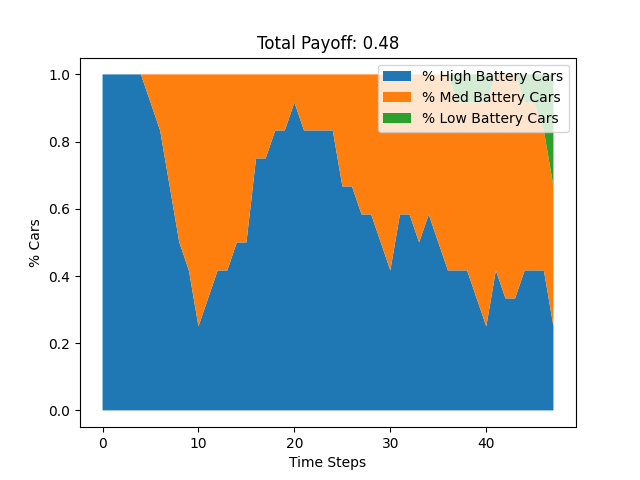 Total Payoff: 0.48
1.0
0.8
0.6
0.4
0.2
0.0
% Cars
% High Battery Cars
% Med Battery Cars
% Low Battery Cars
0 10 20 30 40
Time Steps